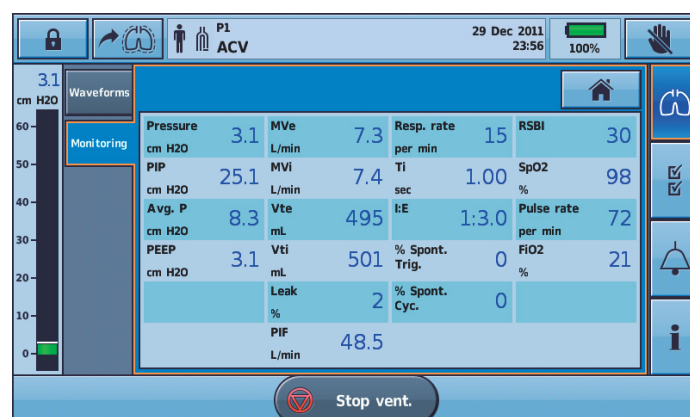 P1
ACV
29 Dec 2011
23:56
100%
3.1
cm H2O
60
50
40
30
20
10
0
Waveforms
Monitoring
Pressure cm H2O 3.1 MVe L/min 7.3 Resp. rate per min 15 RSBI 30
PIP cm H2O 25.1 MVi L/min 7.4 Ti sec 1.00 SpO2 % 98
Avg. P cm H2O 8.3 Vte mL 495 I:E 1:3.0 Pulse rate per min 72
PEEP cm H2O 3.1 Vti mL 501 % Spont. Trig. 0 FiO2 % 21
Leak % 2 % Spont. Cyc. 0
PIF L/min 48.5
i
Stop vent.